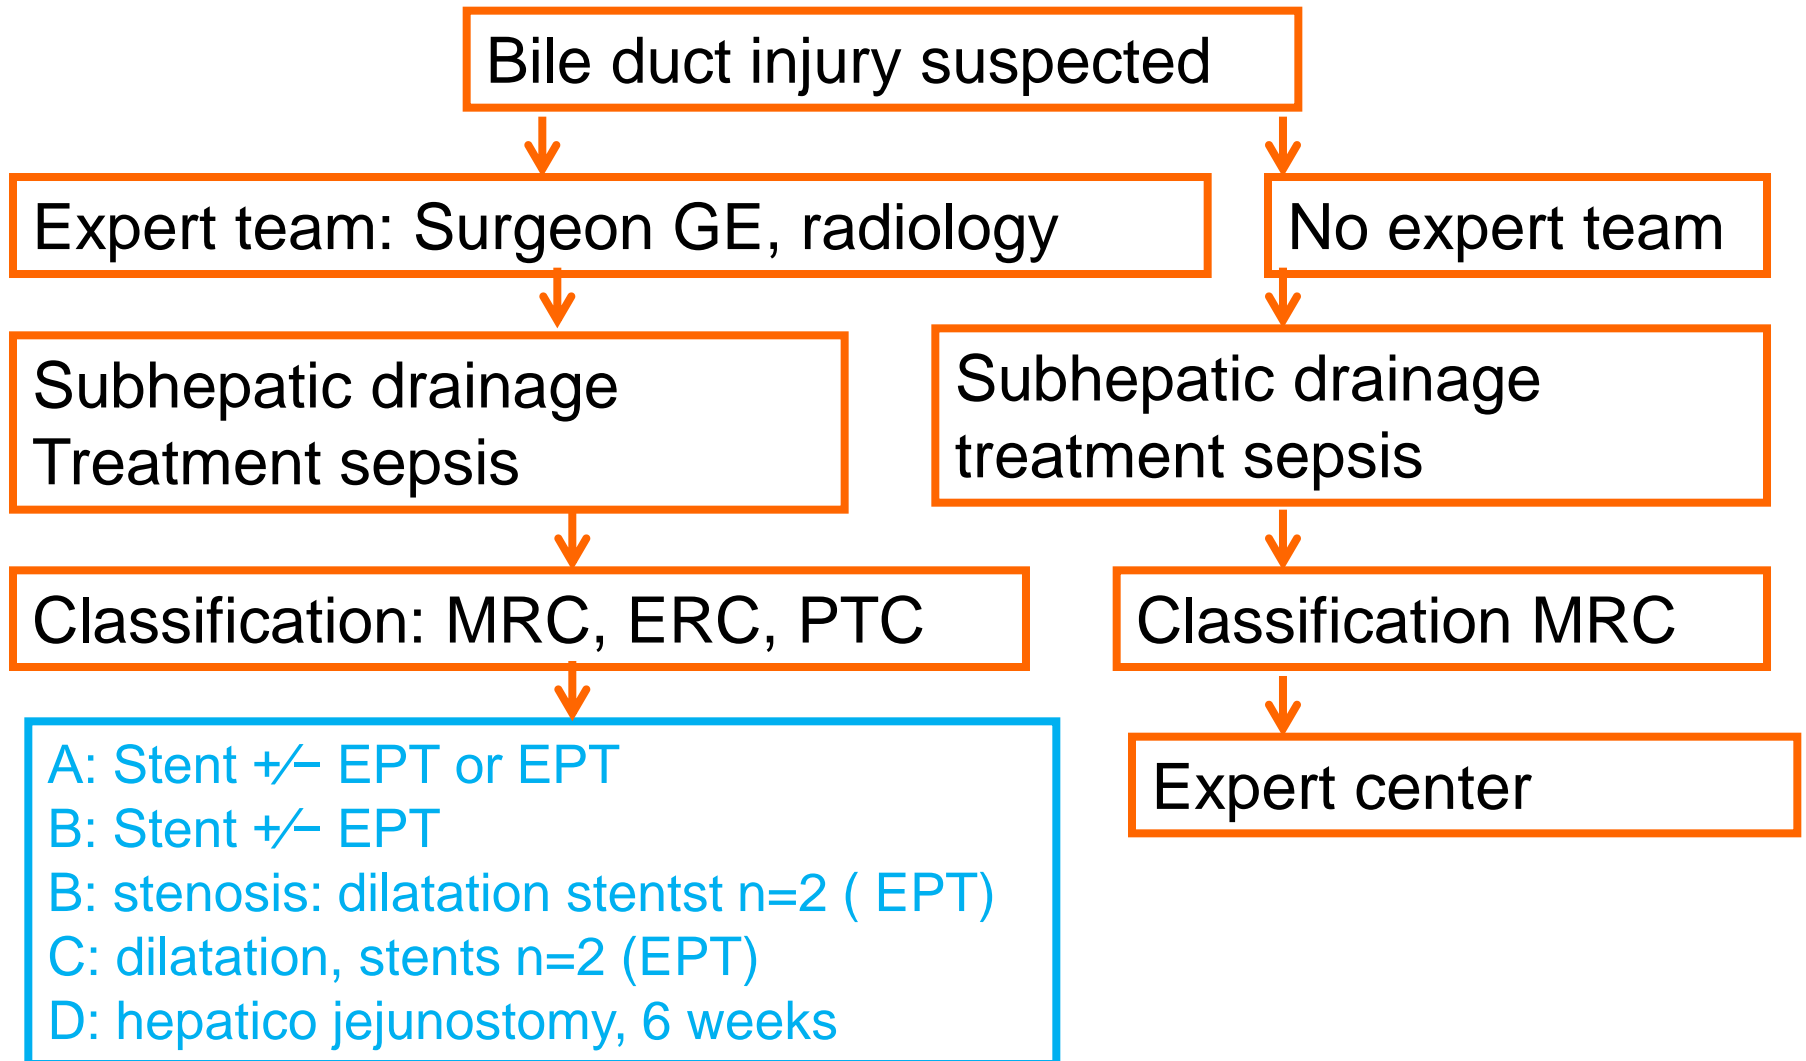 Bile duct injury suspected
Expert team: Surgeon GE, radiology
No expert team
Subhepatic drainage
Treatment sepsis
Subhepatic drainage
treatment sepsis
Classification: MRC, ERC, PTC
Classification MRC
A: Stent +/− EPT or EPT
B: Stent +/− EPT
B: stenosis: dilatation stentst n=2 ( EPT)
C: dilatation, stents n=2 (EPT)
D: hepatico jejunostomy, 6 weeks
Expert center